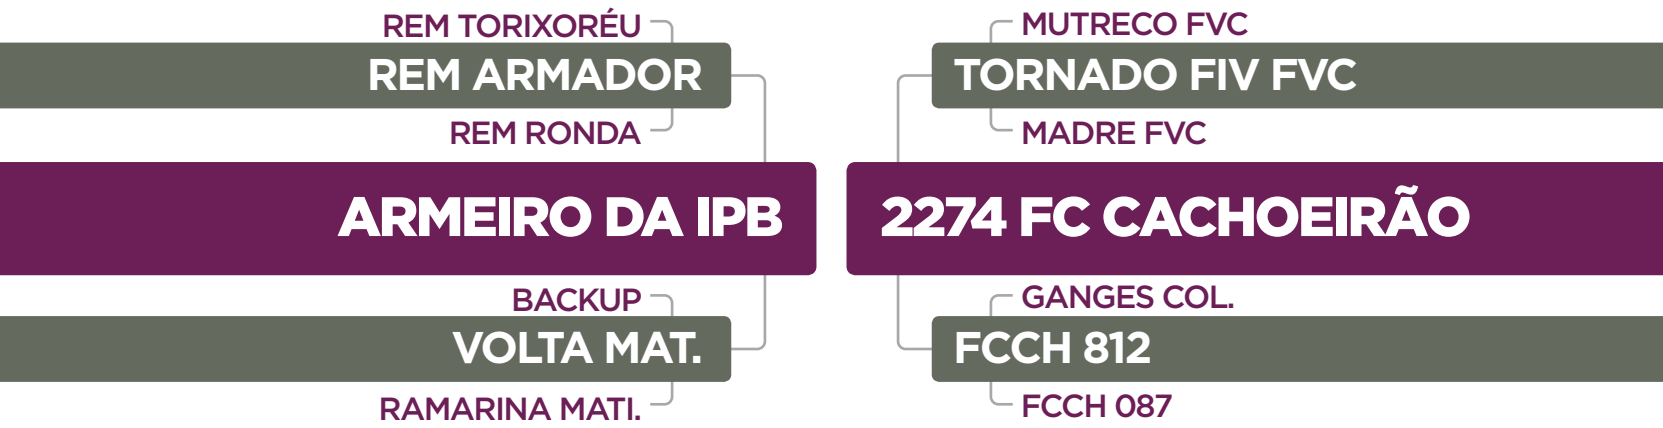 REM TORIXORÉU
REM ARMADOR
REM RONDA
ARMEIRO DA IPB
BACKUP
VOLTA MAT.
RAMARINA MATI.
MUTRECO FVC
TORNADO FIV FVC
MADRE FVC
2274 FC CACHOEIRÃO
GANGES COL.
FCCH 812
FCCH 087